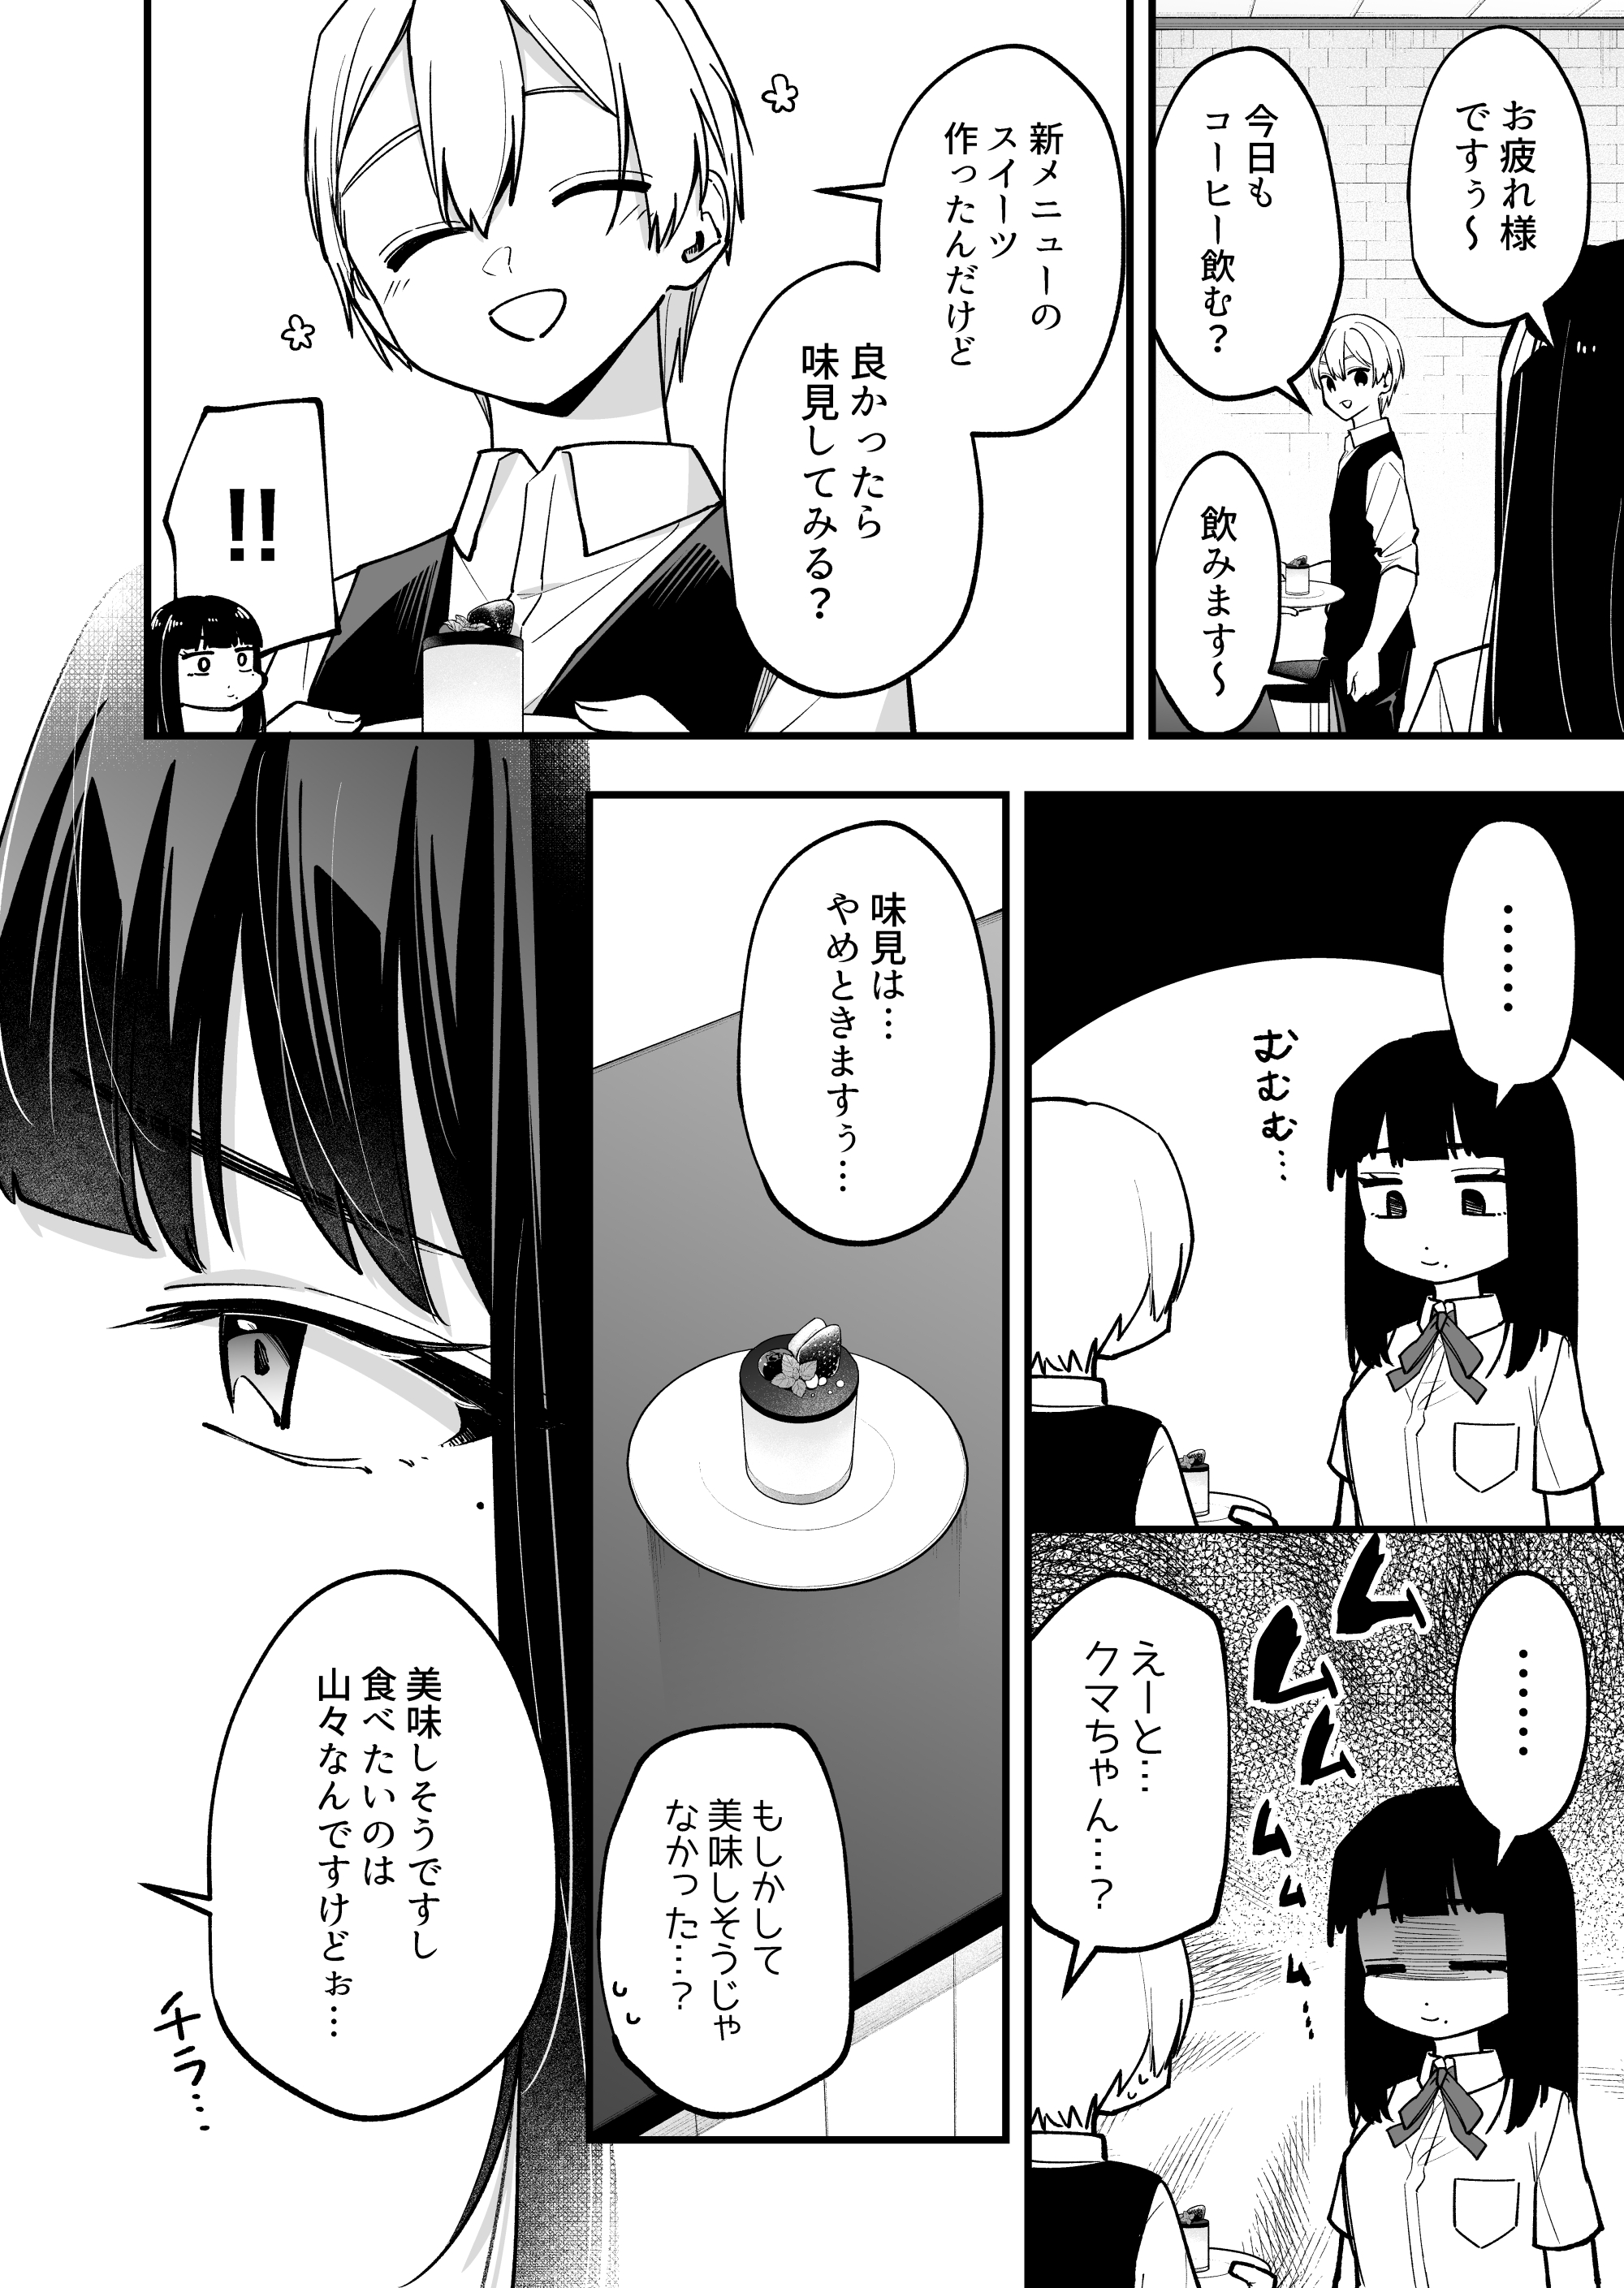 お疲れ様
ですぅ〜
今日も
コーヒー飲む?
飲みます〜
新メニューの
スイーツ
作ったんだけど
良かったら
味見してみる?
!!
……
むむむ…
……
ムムムムムムム……
えーと…
クマちゃん…?
味見は…
やめときますぅ…
もしかして
美味しそうじゃ
なかった…?
美味しそうですし
食べたいのは
山々なんですけどぉ…
チラ…